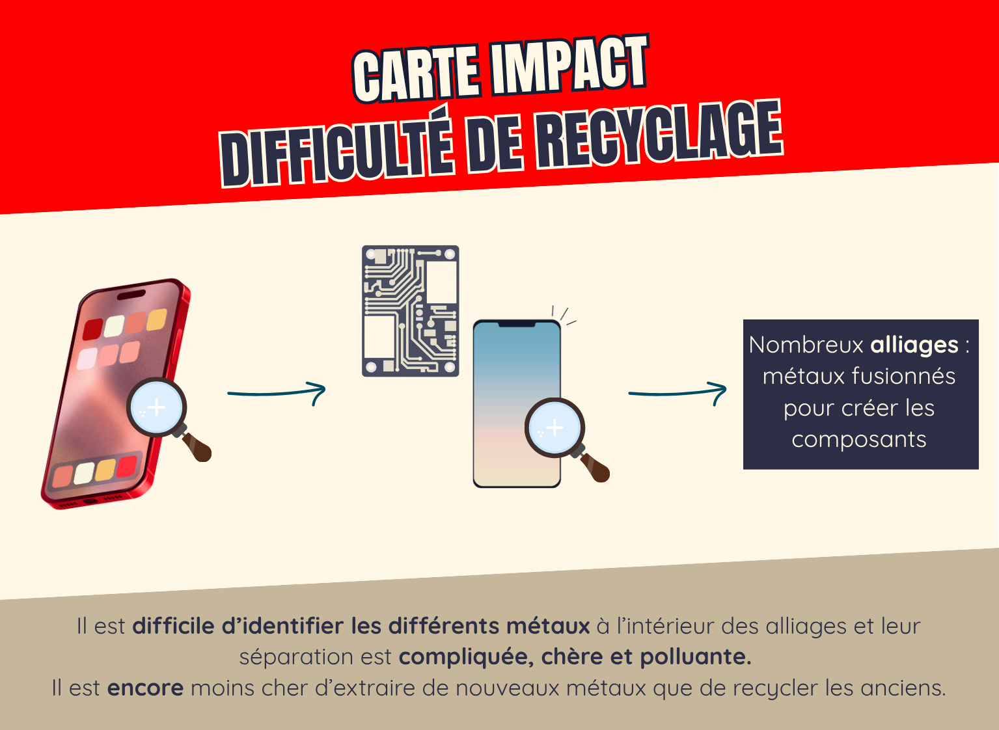 CARTE IMPACT
DIFFICULTÉ DE RECYCLAGE
Nombreux alliages :
métaux fusionnés
pour créer les
composants
Il est difficile d’identifier les différents métaux à l’intérieur des alliages et leur
séparation est compliquée, chère et polluante.
Il est encore moins cher d’extraire de nouveaux métaux que de recycler les anciens.